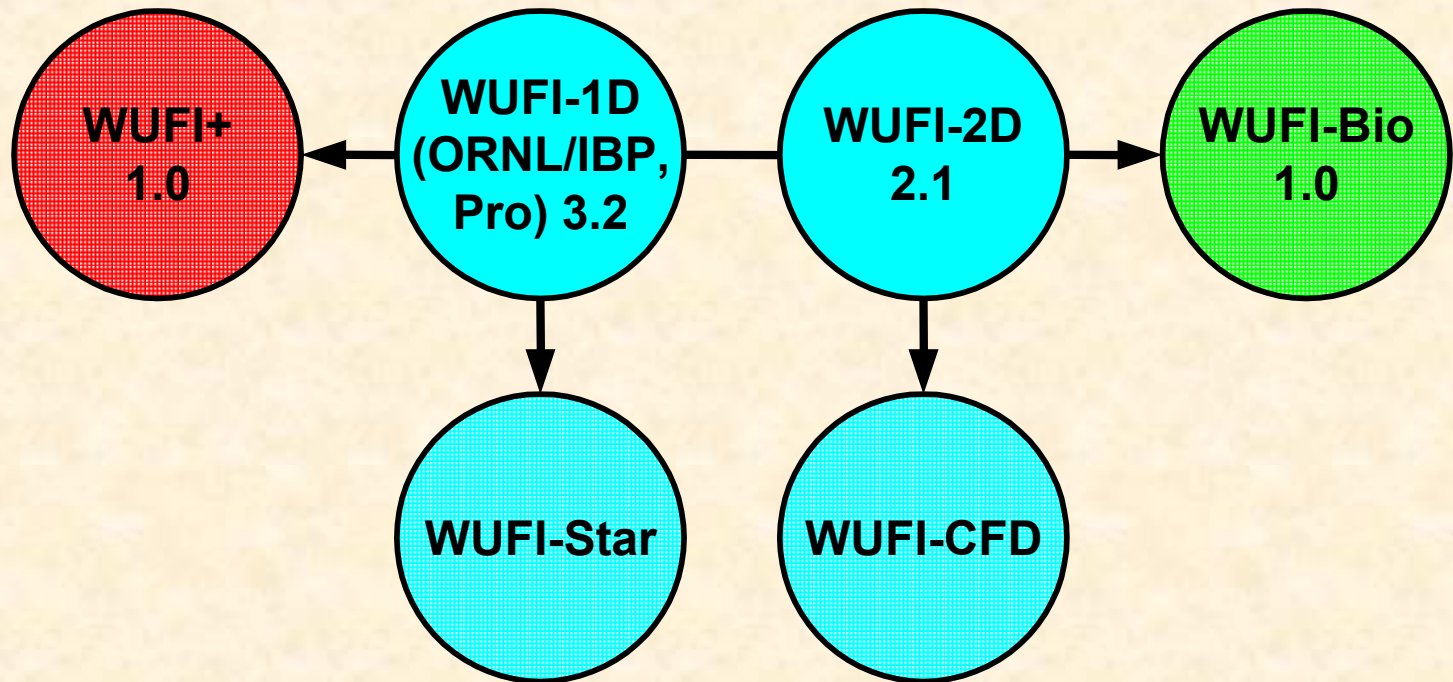 WUFI+
1.0
WUFI-1D
(ORNL/IBP,
Pro) 3.2
WUFI-2D
2.1
WUFI-Bio
1.0
WUFI-Star
WUFI-CFD